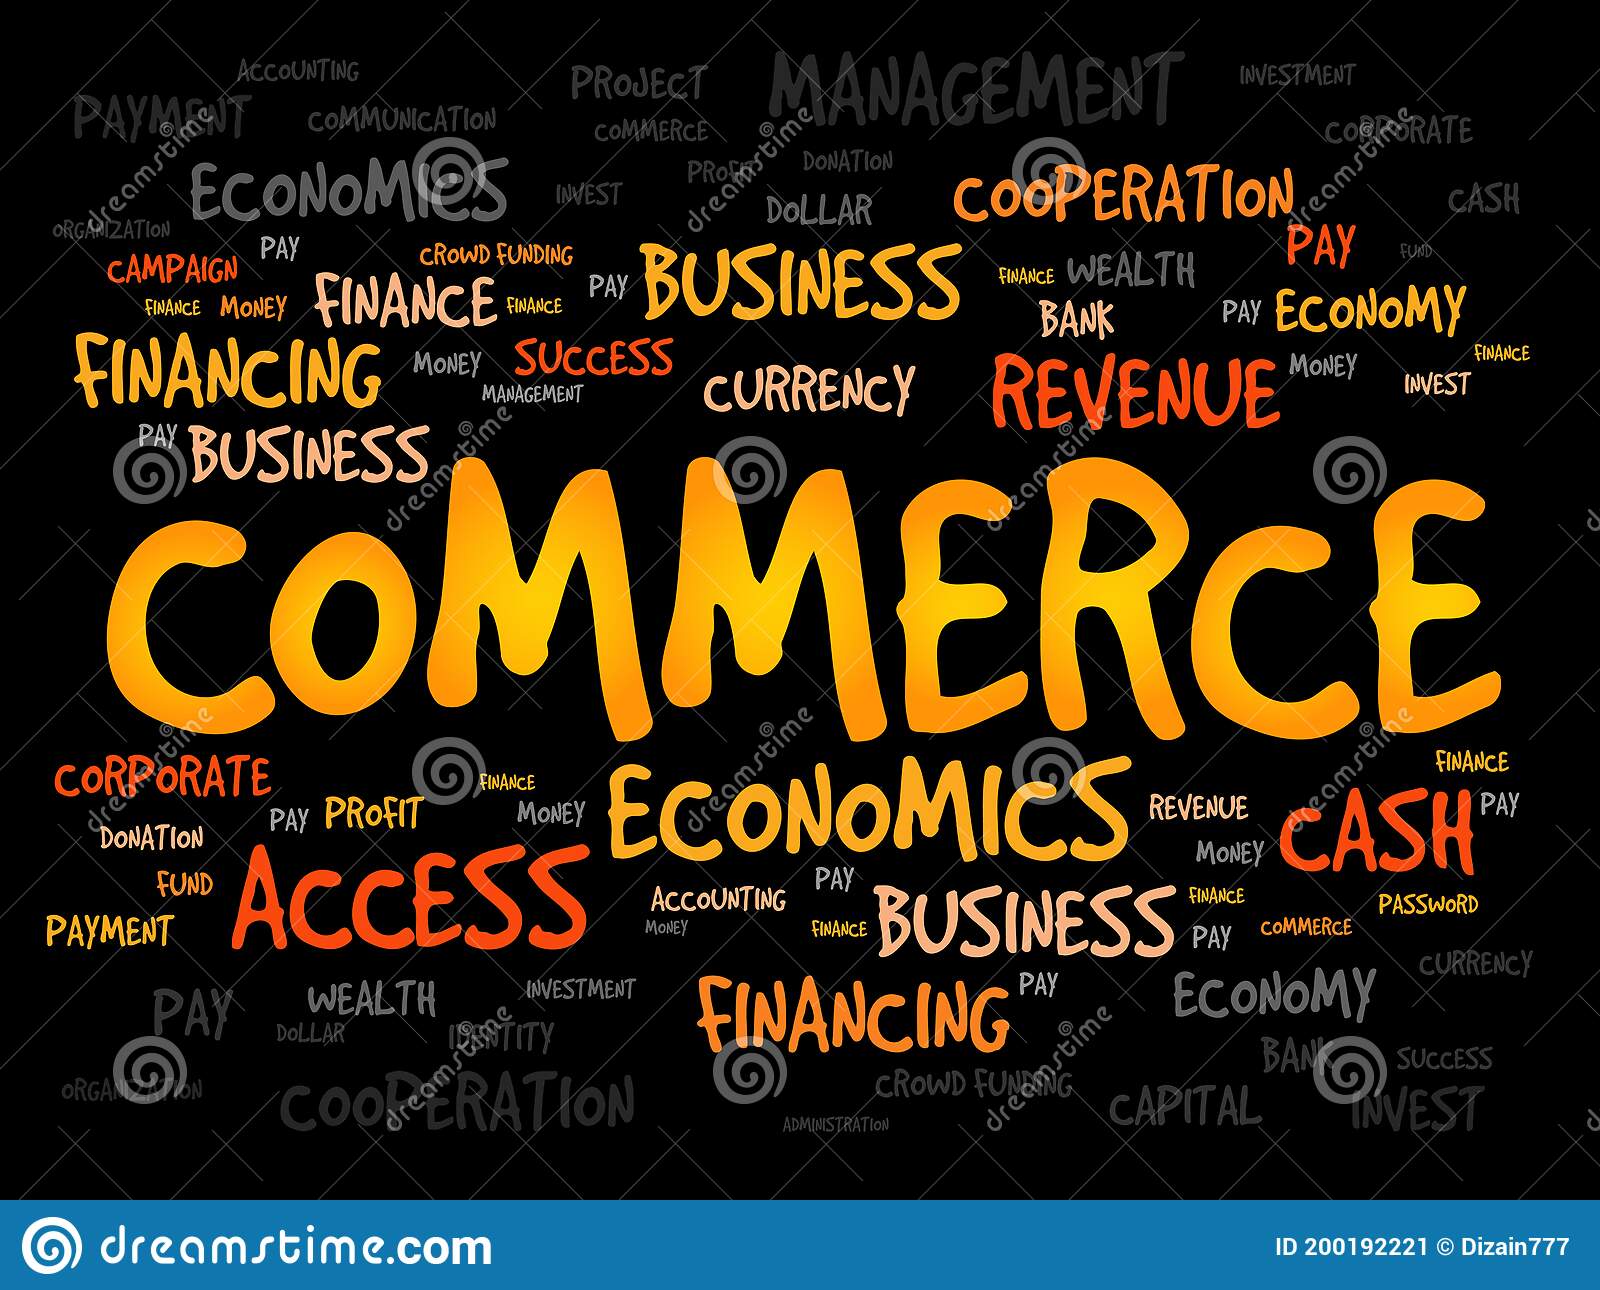 ACCOUNTING
PROJECT
MANAGEMENT
INVESTMENT
PAYMENT
COMMUNICATION
COMMERCE
CORPORATE
ECONOMICS
INVEST
PROFIT
DONATION
DOLLAR
COOPERATION
CASH
ORGANIZATION
PAY
CROWD FUNDING
BUSINESS
PAY
FUND
CAMPAIGN
FINANCE
PAY
FINANCE
WEALTH
FINANCE
MONEY
FINANCE
BANK
PAY
ECONOMY
FINANCING
MONEY
SUCCESS
MANAGEMENT
CURRENCY
REVENUE
MONEY
FINANCE
INVEST
PAY
BUSINESS
COMMERCE
CORPORATE
FINANCE
MONEY
ECONOMICS
REVENUE
CASH
FINANCE
PAY
DONATION
PAY
PROFIT
MONEY
FUND
ACCESS
ACCOUNTING
PAY
BUSINESS
FINANCE
PASSWORD
PAYMENT
MONEY
FINANCE
PAY
COMMERCE
PAY
WEALTH
INVESTMENT
FINANCING
PAY
ECONOMY
CURRENCY
DOLLAR
IDENTITY
BANK
SUCCESS
ORGANIZATION
COOPERATION
CROWD FUNDING
CAPITAL
INVEST
ADMINISTRATION
dreamstime.com
ID 200192221 © Dizain777